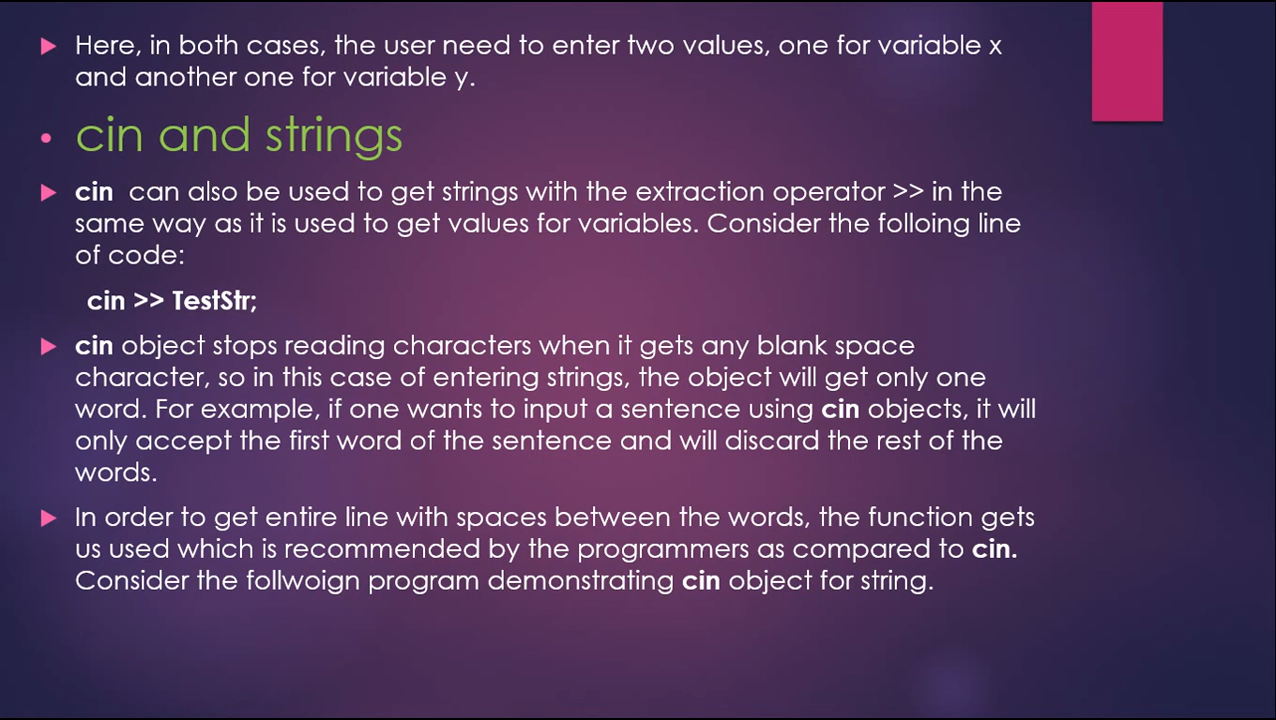 Here, in both cases, the user need to enter two values, one for variable x
and another one for variable y.
cin and strings
cin can also be used to get strings with the extraction operator >> in the
same way as it is used to get values for variables. Consider the folloing line
of code:
cin >> TestStr;
cin object stops reading characters when it gets any blank space
character, so in this case of entering strings, the object will get only one
word. For example, if one wants to input a sentence using cin objects, it will
only accept the first word of the sentence and will discard the rest of the
words.
In order to get entire line with spaces between the words, the function gets
us used which is recommended by the programmers as compared to cin.
Consider the follwoign program demonstrating cin object for string.